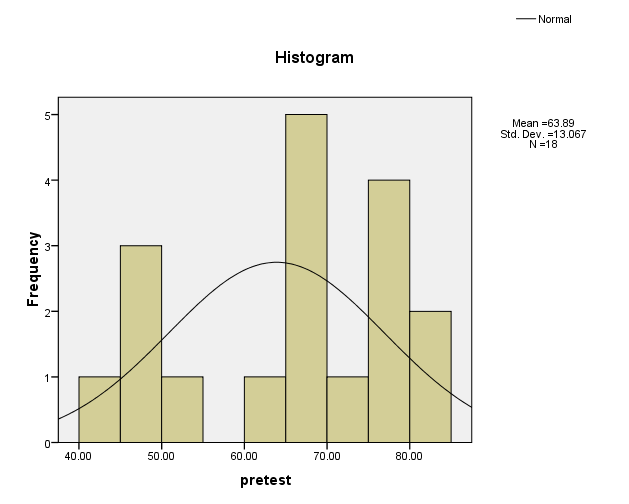 Normal
Histogram
Mean =63.89
Std. Dev. =13.067
N =18
5
4
3
2
1
0
Frequency
40.00 50.00 60.00 70.00 80.00
pretest